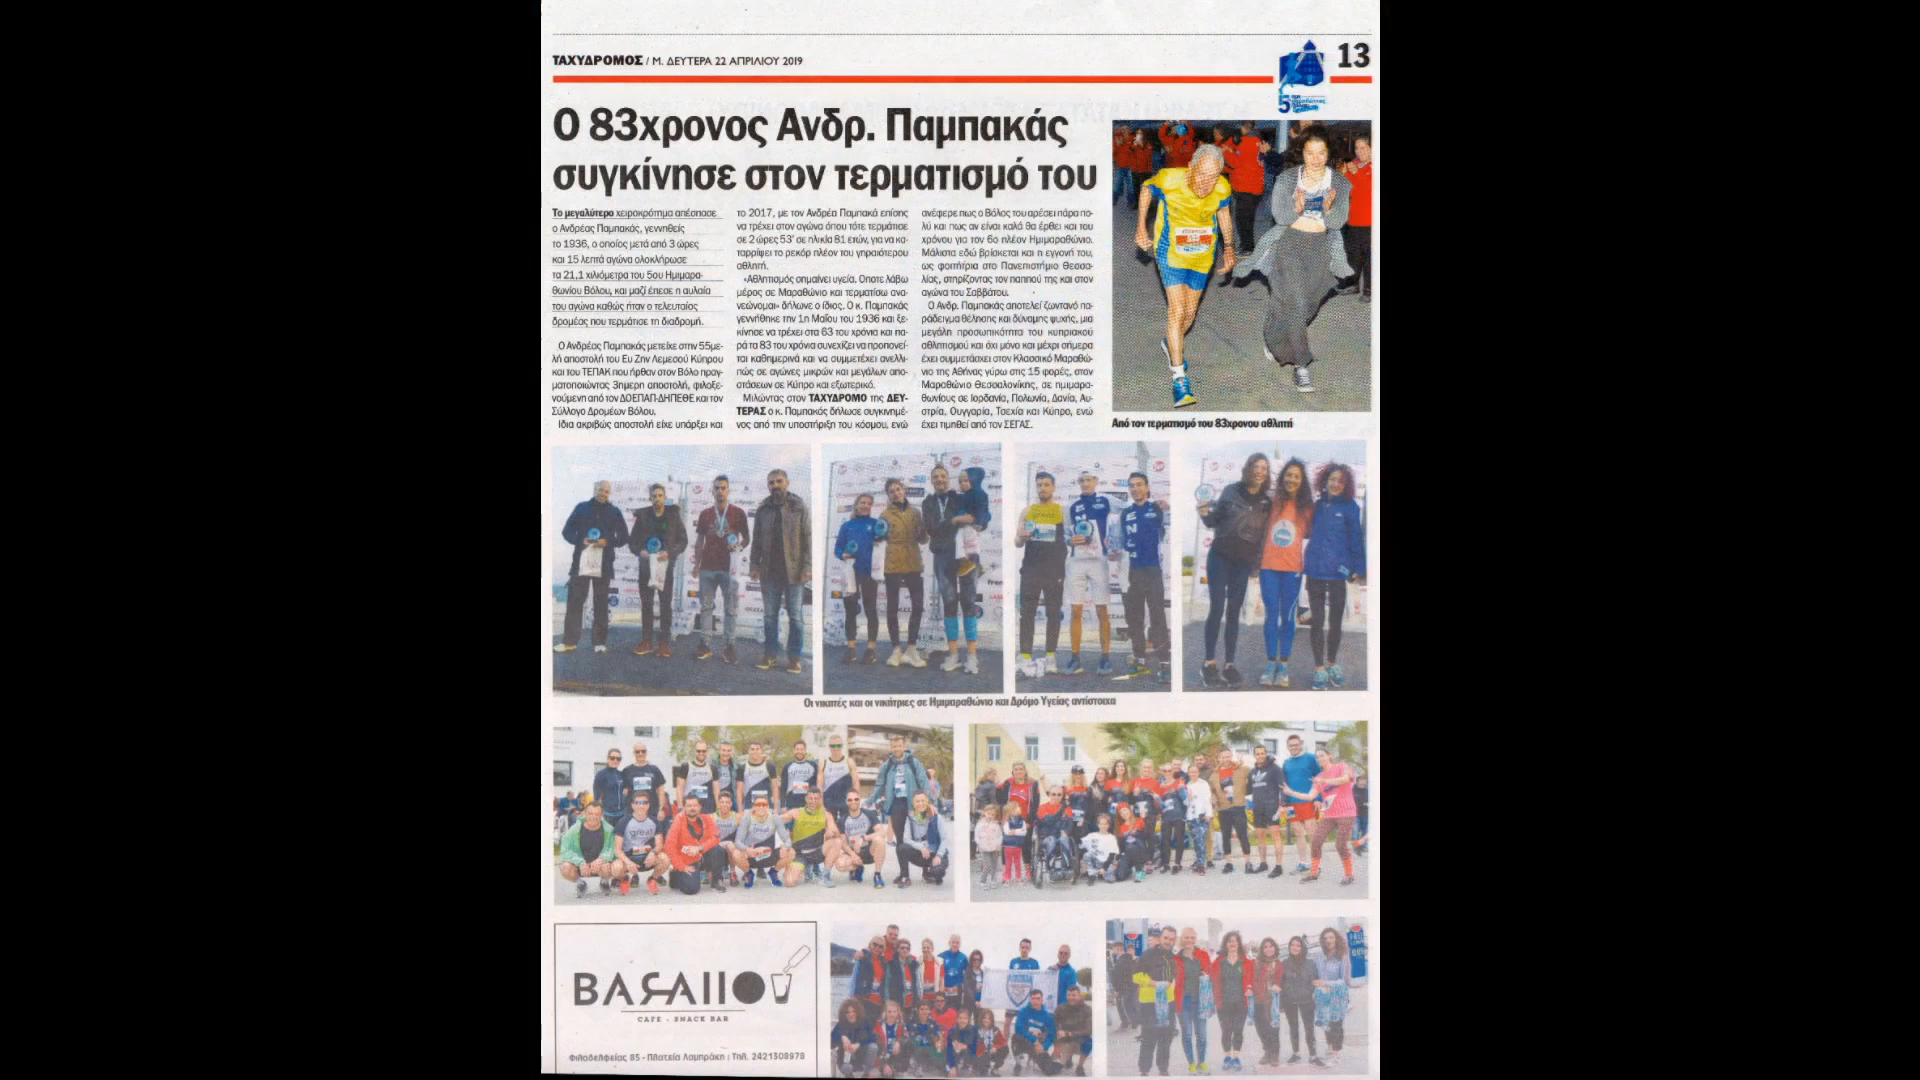 ΤΑΧΥΔΡΟΜΟΣ / Μ. ΔΕΥΤΕΡΑ 22 ΑΠΡΙΛΙΟΥ 2019
13
Ο 83χρονος Ανδρ. Παμπακάς
συγκίνησε στον τερματισμό του
Το μεγαλύτερο χειροκρότημα απέσπασε
ο Ανδρέας Παμπακάς, γεννηθείς
το 1936, ο οποίος μετά από 3 ώρες
και 15 λεπτά αγώνα ολοκλήρωσε
τα 21,1 χιλιόμετρα του 5ου Ημιμαρα-
θωνίου Βόλου, και μαζί έπεσε η αυλαία
του αγώνα καθώς ήταν ο τελευταίος
δρομέας που τερμάτισε τη διαδρομή.
Ο Ανδρέας Παμπακάς μετείχε στην 55με-
λή αποστολή του Ευ Ζην Λεμεσού Κύπρου
και του ΤΕΠΑΚ που ήρθαν στον Βόλο πραγ-
ματοποιώντας 3ημερη αποστολή, φιλοξε-
νούμενη από τον ΔΟΕΠΑΠ-ΔΗΠΕΘΕ και τον
Σύλλογο Δρομέων Βόλου.
Ιδια ακριβώς αποστολή είχε υπάρξει και
το 2017, με τον Ανδρέα Παμπακά επίσης
να τρέχει στον αγώνα όπου τότε τερμάτισε
σε 2 ώρες 53' σε ηλικία 81 ετών, για να κα-
ταρρίψει το ρεκόρ πλέον του γηραιότερου
αθλητή.
«Αθλητισμός σημαίνει υγεία. Οποτε λάβω
μέρος σε Μαραθώνιο και τερματίσω ανα-
νεώνομαι» δήλωνε ο ίδιος. Ο κ. Παμπακάς
γεννήθηκε την 1η Μαΐου του 1936 και ξε-
κίνησε να τρέχει στα 63 του χρόνια και πα-
ρά τα 83 του χρόνια συνεχίζει να προπονεί-
ται καθημερινά και να συμμετέχει ανελλι-
πώς σε αγώνες μικρών και μεγάλων απο-
στάσεων σε Κύπρο και εξωτερικό.
Μιλώντας στον ΤΑΧΥΔΡΟΜΟ της ΔΕΥ-
ΤΕΡΑΣ ο κ. Παμπακάς δήλωσε συγκινημέ-
νος από την υποστήριξη του κόσμου, ενώ
ανέφερε πως ο Βόλος του αρέσει πάρα πο-
λύ και πως αν είναι καλά θα έρθει και του
χρόνου για τον 6ο πλέον Ημιμαραθώνιο.
Μάλιστα εδώ βρίσκεται και η εγγονή του,
ως φοιτήτρια στο Πανεπιστήμιο Θεσσα-
λίας, στηρίζοντας τον παππού της και στον
αγώνα του Σαββάτου.
Ο Ανδρ. Παμπακάς αποτελεί ζωντανό πα-
ράδειγμα θέλησης και δύναμης ψυχής, μια
μεγάλη προσωπικότητα του κυπριακού
αθλητισμού και όχι μόνο και μέχρι σήμερα
έχει συμμετάσχει στον Κλασσικό Μαραθώ-
νιο της Αθήνας γύρω στις 15 φορές, στον
Μαραθώνιο Θεσσαλονίκης, σε ημιμαρα-
θωνίους σε Ιορδανία, Πολωνία, Δανία, Αυ-
στρία, Ουγγαρία, Τσεχία και Κύπρο, ενώ
έχει τιμηθεί από τον ΣΕΓΑΣ.
Από τον τερματισμό του 83χρονου αθλητή
Οι νικητές και οι νικήτριες σε Ημιμαραθώνιο και Δρόμο Υγείας αντίστοιχα
great
great
CAFE - SNACK BAR
Φιλαδελφείας 85 - Πλατεία Λαμπράκη | Τηλ. 2421308978